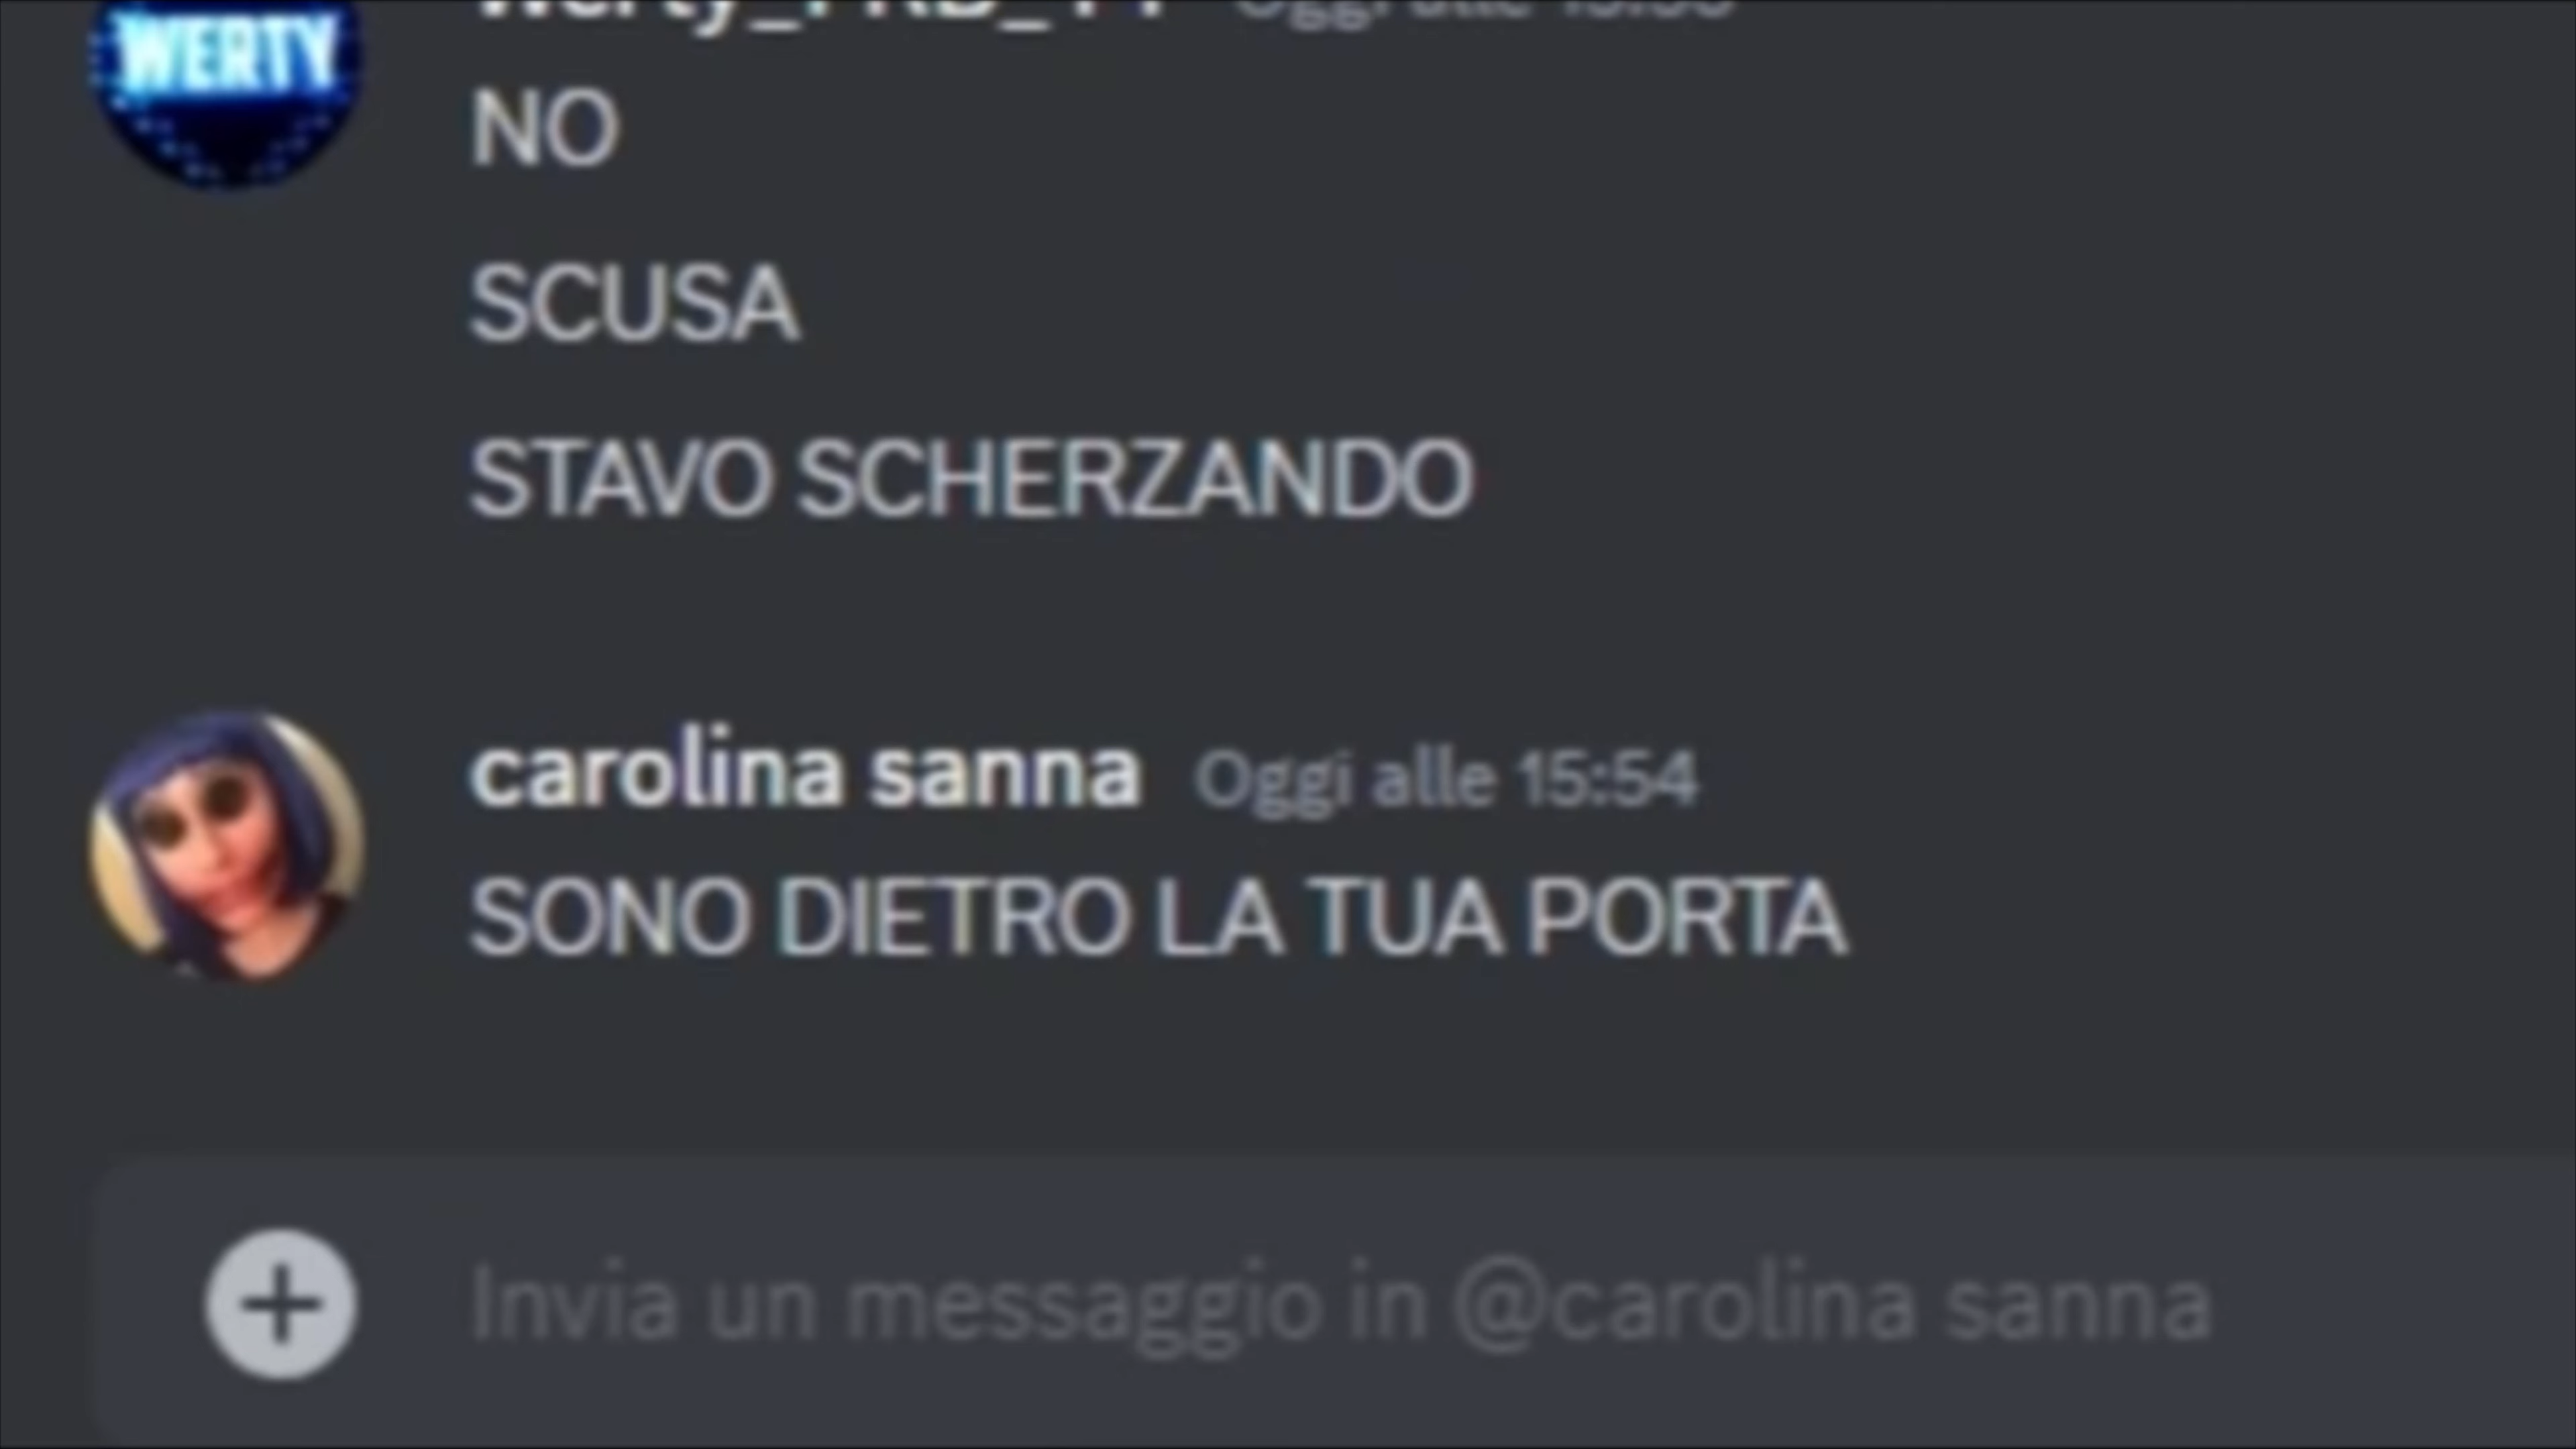 WERTY
NO
SCUSA
STAVO SCHERZANDO
carolina sanna Oggi alle 15:54
SONO DIETRO LA TUA PORTA
Invia un messaggio in @carolina sanna